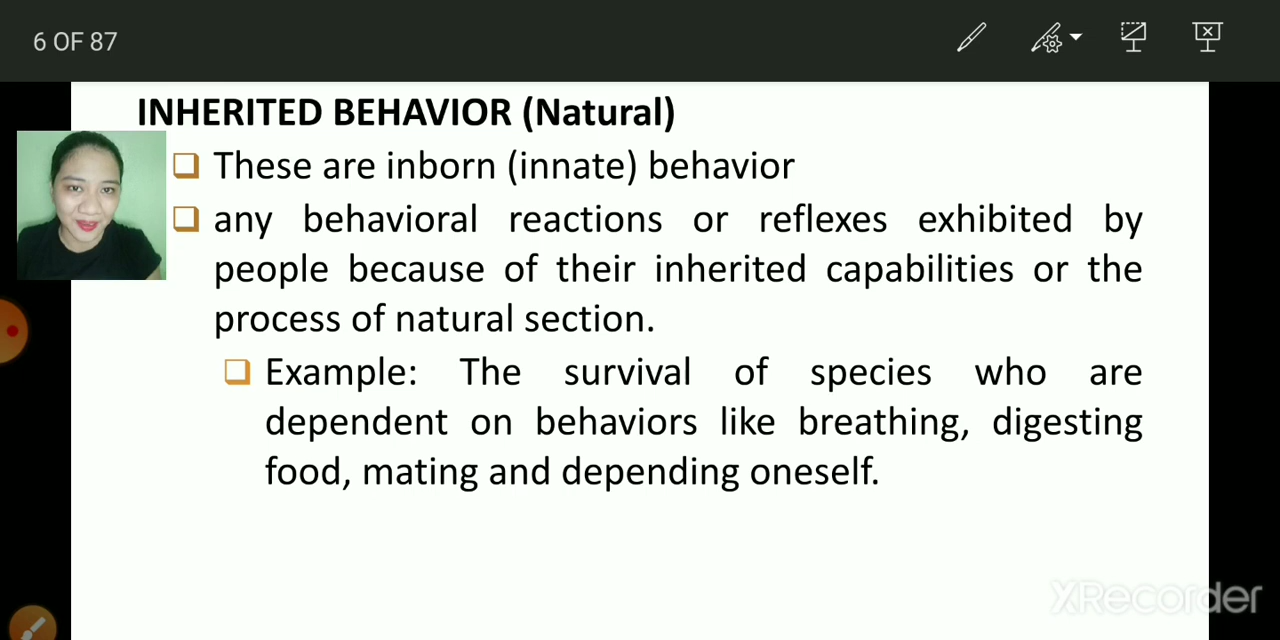 6 OF 87
INHERITED BEHAVIOR (Natural)
These are inborn (innate) behavior
any behavioral reactions or reflexes exhibited by
people because of their inherited capabilities or the
process of natural section.
Example: The survival of species who are
dependent on behaviors like breathing, digesting
food, mating and depending oneself.
XRecorder